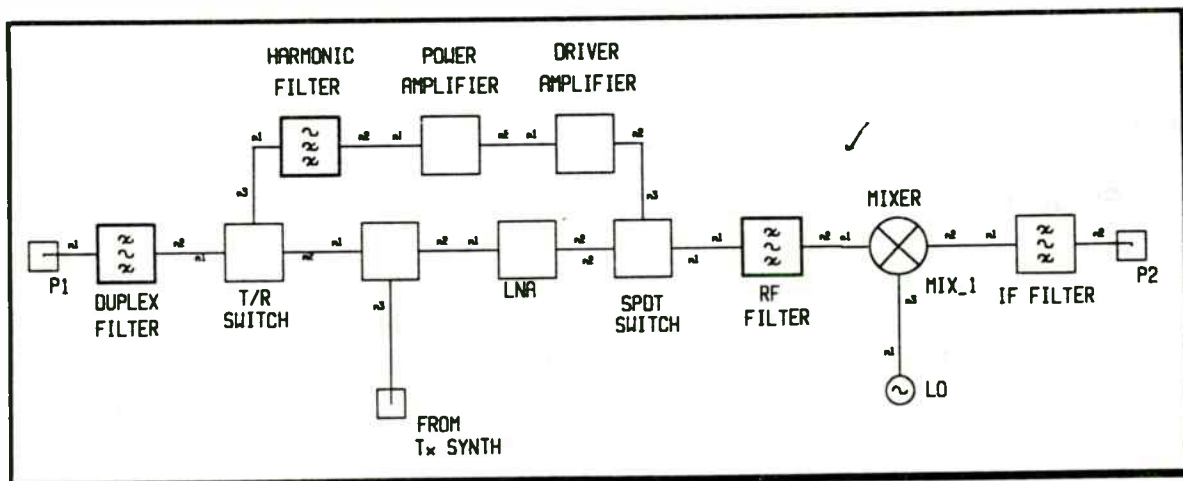 HARMONIC
FILTER
POWER
AMPLIFIER
DRIVER
AMPLIFIER
MIXER
P1
DUPLEX
FILTER
T/R
SWITCH
LNA
SPDT
SWITCH
RF
FILTER
MIX_1
IF FILTER
P2
LO
FROM
Tx SYNTH